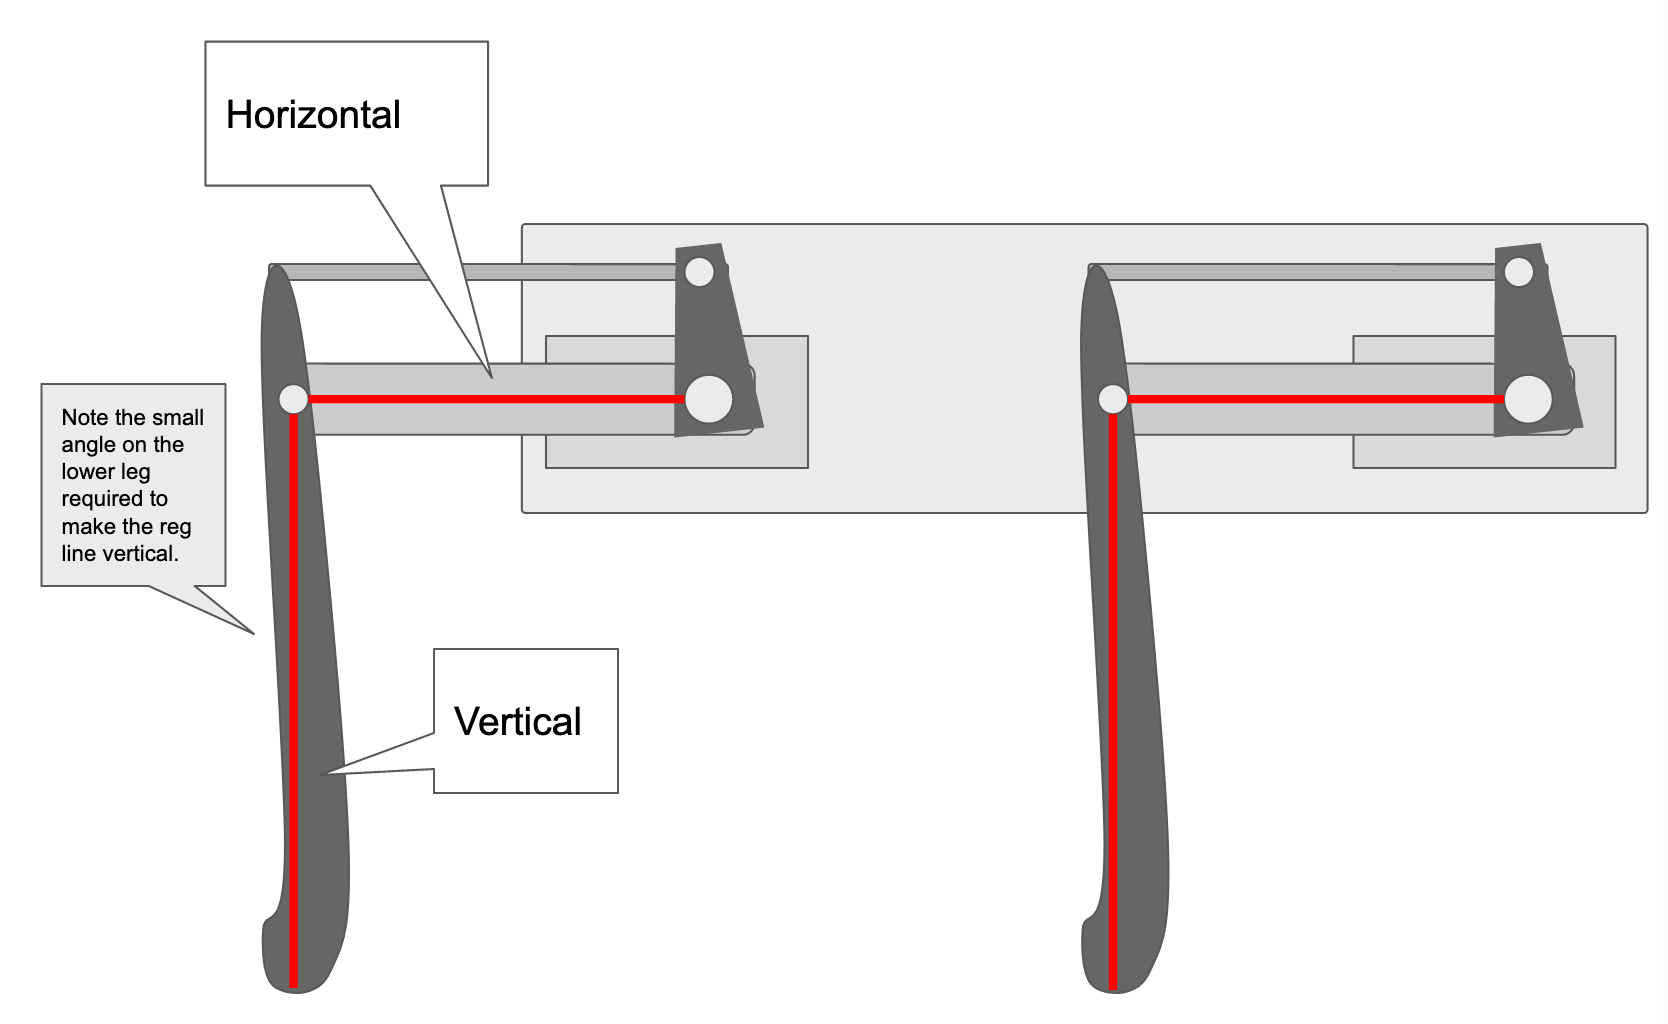 Horizontal
Note the small
angle on the
lower leg
required to
make the reg
line vertical.
Vertical